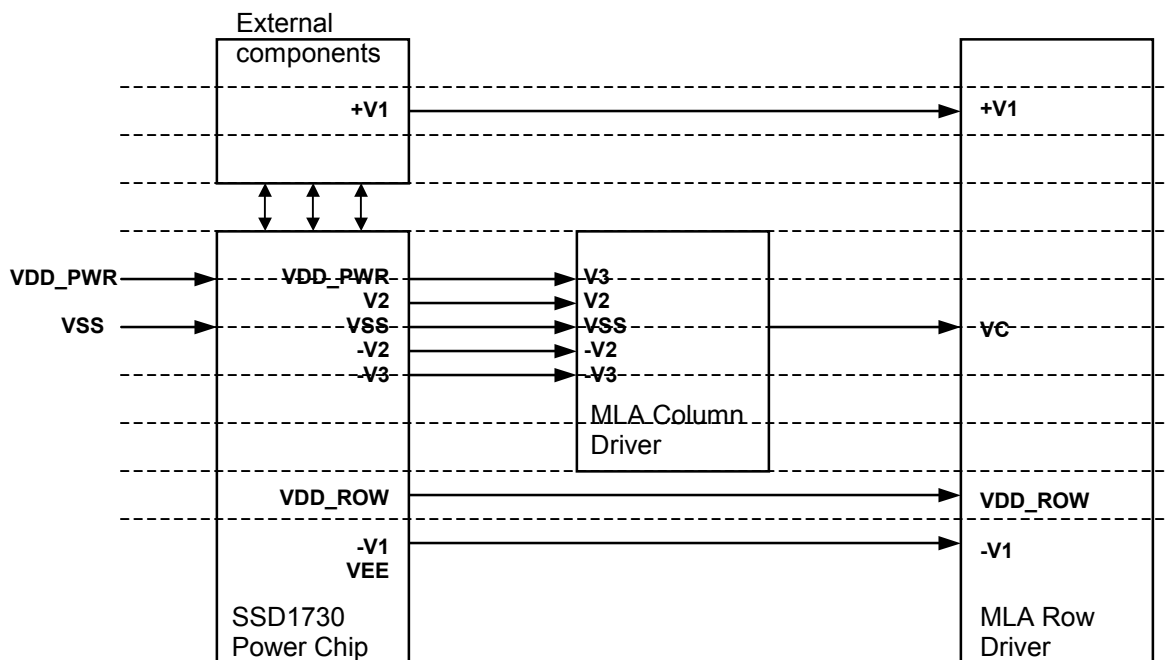 External
components
+V1
+V1
VDD_PWR
VDD_PWR
V3
V2
V2
VSS
VSS
VSS
VC
-V2
-V2
-V3
-V3
MLA Column
Driver
VDD_ROW
VDD_ROW
-V1
-V1
VEE
SSD1730
Power Chip
MLA Row
Driver